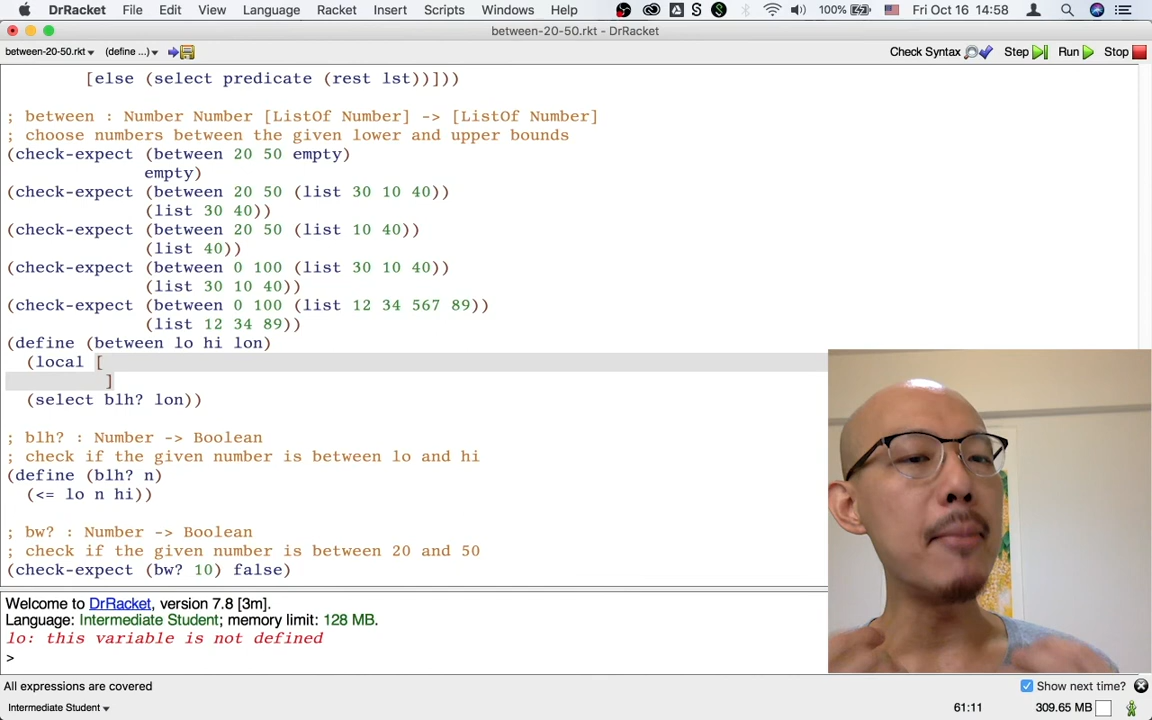 DrRacket File Edit View Language Racket Insert Scripts Windows Help 100% Fri Oct 16 14:58
between-20-50.rkt - DrRacket
between-20-50.rkt (define ...) Check Syntax Step Run Stop
[else (select predicate (rest lst))]))
; between : Number Number [ListOf Number] -> [ListOf Number]
; choose numbers between the given lower and upper bounds
(check-expect (between 20 50 empty)
empty)
(check-expect (between 20 50 (list 30 10 40))
(list 30 40))
(check-expect (between 20 50 (list 10 40))
(list 40))
(check-expect (between 0 100 (list 30 10 40))
(list 30 10 40))
(check-expect (between 0 100 (list 12 34 567 89))
(list 12 34 89))
(define (between lo hi lon)
(local [
]
(select blh? lon))
; blh? : Number -> Boolean
; check if the given number is between lo and hi
(define (blh? n)
(<= lo n hi))
; bw? : Number -> Boolean
; check if the given number is between 20 and 50
(check-expect (bw? 10) false)
Welcome to DrRacket, version 7.8 [3m].
Language: Intermediate Student; memory limit: 128 MB.
lo: this variable is not defined
>
All expressions are covered Show next time?
Intermediate Student 61:11 309.65 MB